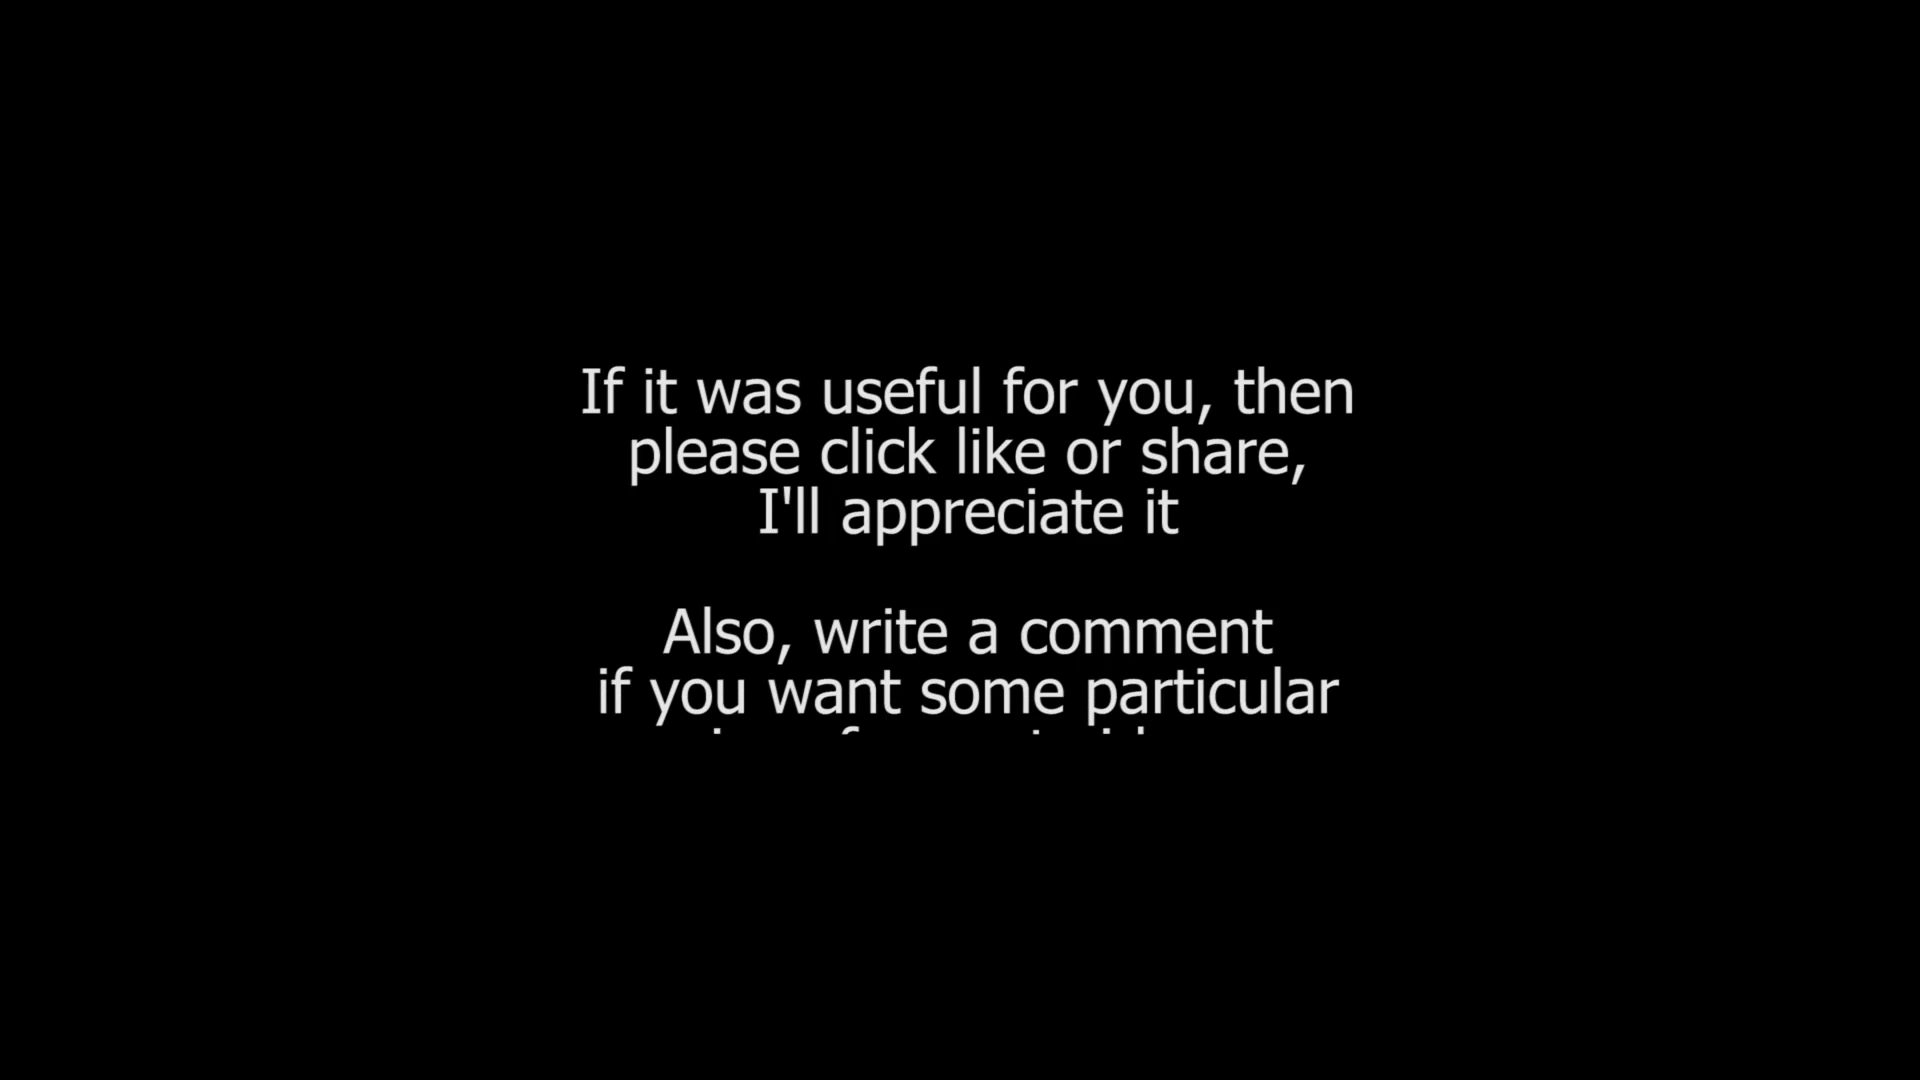 If it was useful for you, then
please click like or share,
I'll appreciate it
Also, write a comment
if you want some particular